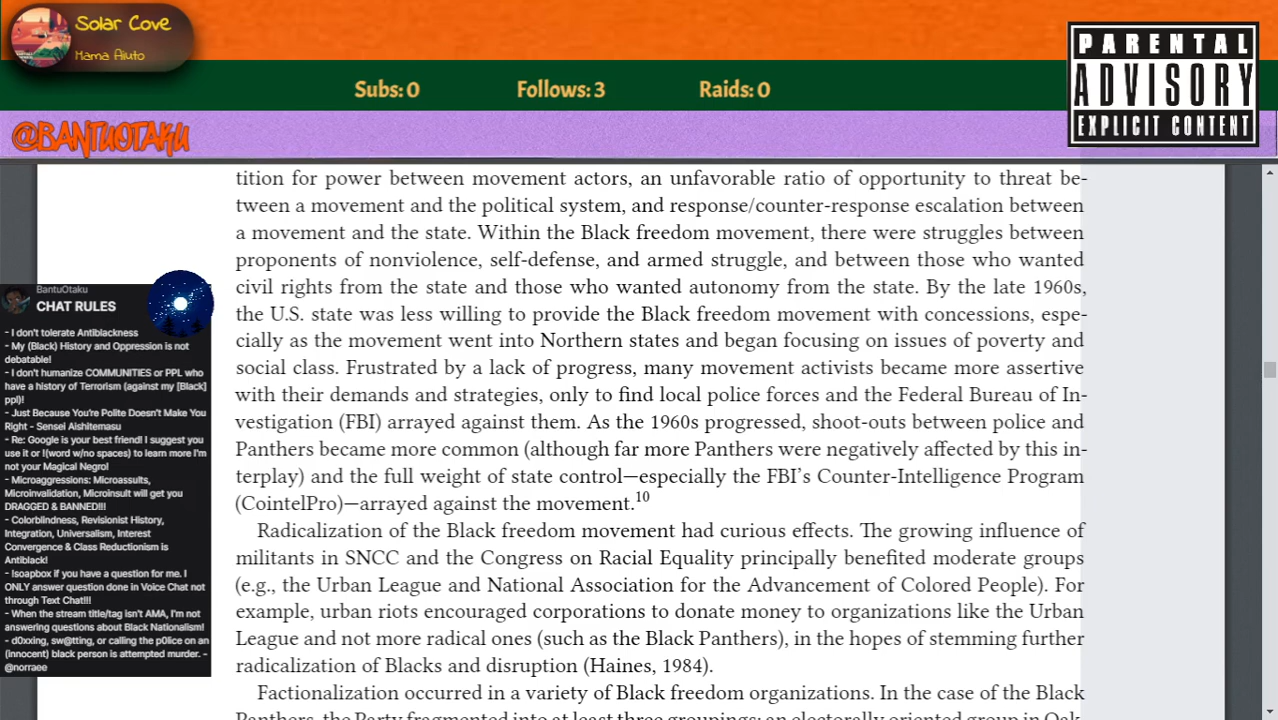 Solar Cove
Mama Aiuto
PARENTAL
ADVISORY
EXPLICIT CONTENT
Subs: 0
Follows: 3
Raids: 0
@BANTUOTAKU
tition for power between movement actors, an unfavorable ratio of opportunity to threat be-
tween a movement and the political system, and response/counter-response escalation between
a movement and the state. Within the Black freedom movement, there were struggles between
proponents of nonviolence, self-defense, and armed struggle, and between those who wanted
civil rights from the state and those who wanted autonomy from the state. By the late 1960s,
the U.S. state was less willing to provide the Black freedom movement with concessions, espe-
cially as the movement went into Northern states and began focusing on issues of poverty and
social class. Frustrated by a lack of progress, many movement activists became more assertive
with their demands and strategies, only to find local police forces and the Federal Bureau of In-
vestigation (FBI) arrayed against them. As the 1960s progressed, shoot-outs between police and
Panthers became more common (although far more Panthers were negatively affected by this in-
terplay) and the full weight of state control—especially the FBI's Counter-Intelligence Program
(CointelPro)—arrayed against the movement.10
Radicalization of the Black freedom movement had curious effects. The growing influence of
militants in SNCC and the Congress on Racial Equality principally benefited moderate groups
(e.g., the Urban League and National Association for the Advancement of Colored People). For
example, urban riots encouraged corporations to donate money to organizations like the Urban
League and not more radical ones (such as the Black Panthers), in the hopes of stemming further
radicalization of Blacks and disruption (Haines, 1984).
Factionalization occurred in a variety of Black freedom organizations. In the case of the Black
Panthers, the Party fragmented into at least three groupings: an electorally oriented group in Oak-
BantuOtaku
CHAT RULES
- I don't tolerate Antiblackness
- My (Black) History and Oppression is not
debatable!
- I don't humanize COMMUNITIES or PPL who
have a history of Terrorism (against my [Black]
ppl)!
- Just Because You're Polite Doesn't Make You
Right - Sensei Aishitemasu
- Re: Google is your best friend! I suggest you
use it or !(word w/no spaces) to learn more I'm
not your Magical Negro!
- Microaggressions: Microassults,
Microinvalidation, Microinsult will get you
DRAGGED & BANNED!!!
- Colorblindness, Revisionist History,
Integration, Universalism, Interest
Convergence & Class Reductionism is
Antiblack!
- !soapbox if you have a question for me. I
ONLY answer question done in Voice Chat not
through Text Chat!!!
- When the stream title/tag isn't AMA, I'm not
answering questions about Black Nationalism!
- d0xxing, sw@tting, or calling the p0lice on an
(innocent) black person is attempted murder. -
@norraee